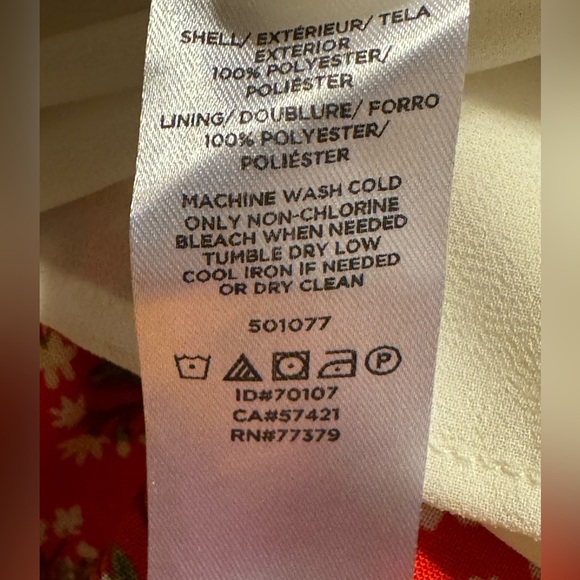 SHELL/ EXTÉRIEUR/ TELA
EXTERIOR
100% POLYESTER/
POLIÉSTER
LINING/ DOUBLURE/ FORRO
100% POLYESTER/
POLIÉSTER
MACHINE WASH COLD
ONLY NON-CHLORINE
BLEACH WHEN NEEDED
TUMBLE DRY LOW
COOL IRON IF NEEDED
OR DRY CLEAN
501077
P
ID#70107
CA#57421
RN#77379